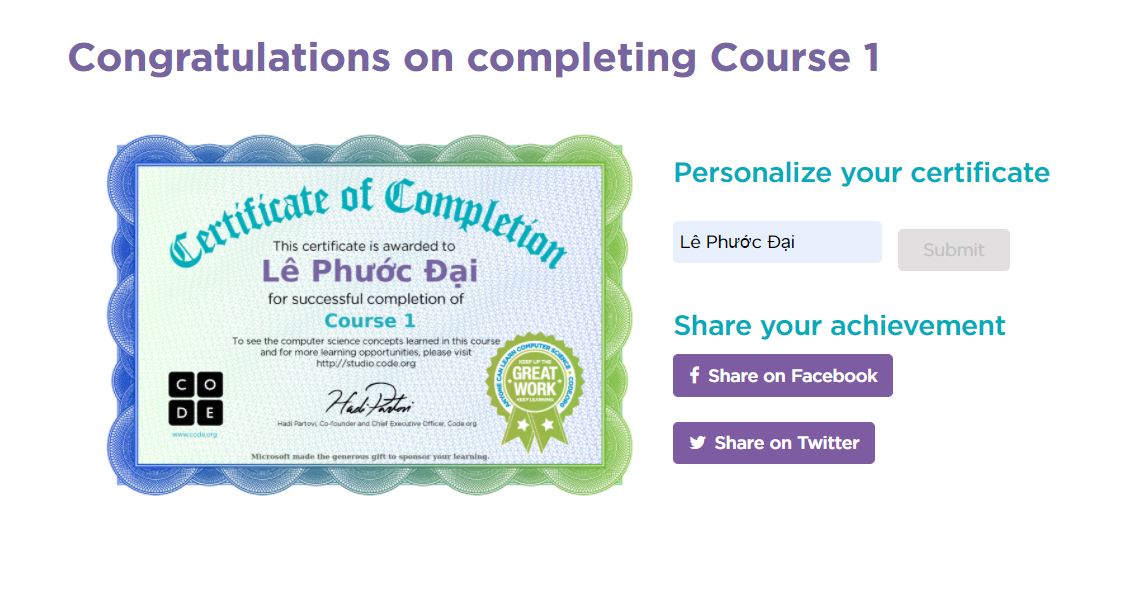 Congratulations on completing Course 1
Certificate of Completion
This certificate is awarded to
Lê Phước Đại
for successful completion of
Course 1
To see the computer science concepts learned in this course
and for more learning opportunities, please visit
http://studio.code.org
C O
D E
www.code.org
Hadi Partovi
Hadi Partovi, Co-founder and Chief Executive Officer, Code.org
ANYONE CAN LEARN COMPUTER SCIENCE • CODE.ORG
KEEP UP THE
GREAT
WORK
KEEP LEARNING
Microsoft made the generous gift to sponsor your learning.
Personalize your certificate
Lê Phước Đại
Submit
Share your achievement
Share on Facebook
Share on Twitter